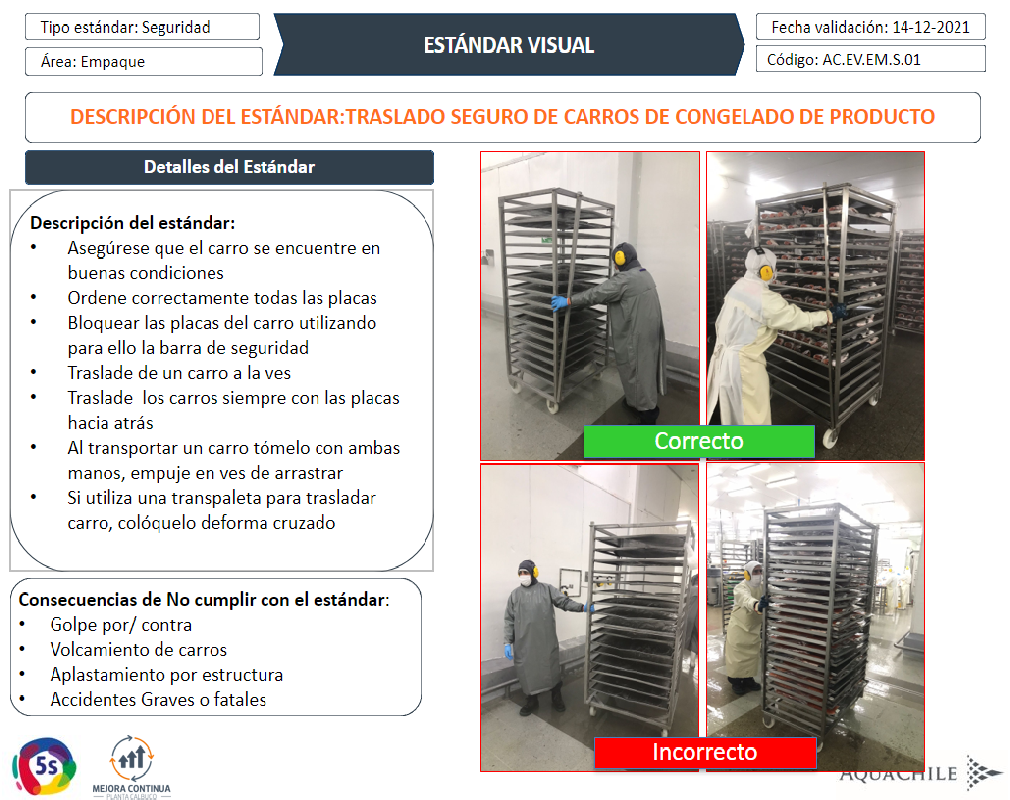 Tipo estándar: Seguridad
Área: Empaque
ESTÁNDAR VISUAL
Fecha validación: 14-12-2021
Código: AC.EV.EM.S.01
DESCRIPCIÓN DEL ESTÁNDAR:TRASLADO SEGURO DE CARROS DE CONGELADO DE PRODUCTO
Detalles del Estándar
Descripción del estándar:
• Asegúrese que el carro se encuentre en
buenas condiciones
• Ordene correctamente todas las placas
• Bloquear las placas del carro utilizando
para ello la barra de seguridad
• Traslade de un carro a la ves
• Traslade los carros siempre con las placas
hacia atrás
• Al transportar un carro tómelo con ambas
manos, empuje en ves de arrastrar
• Si utiliza una transpaleta para trasladar
carro, colóquelo deforma cruzado
Consecuencias de No cumplir con el estándar:
• Golpe por/ contra
• Volcamiento de carros
• Aplastamiento por estructura
• Accidentes Graves o fatales
Correcto
Incorrecto
5s
MEJORA CONTINUA
PLANTA CALBUCO
AQUACHILE